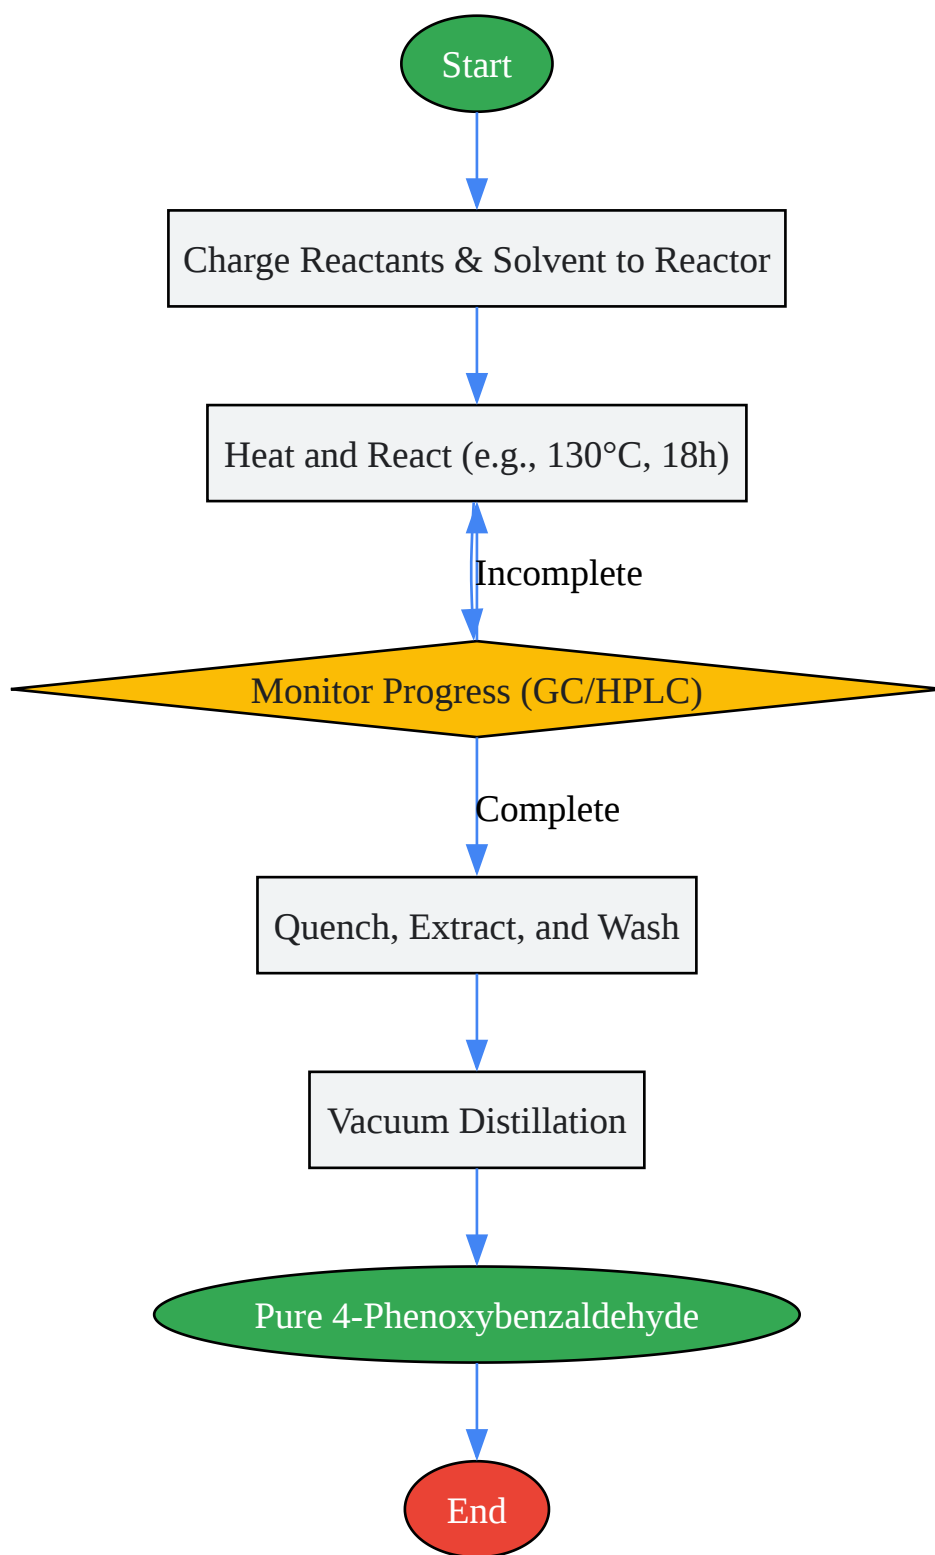 Start
Charge Reactants & Solvent to Reactor
Heat and React (e.g., 130°C, 18h)
Incomplete
Monitor Progress (GC/HPLC)
Complete
Quench, Extract, and Wash
Vacuum Distillation
Pure 4-Phenoxybenzaldehyde
End